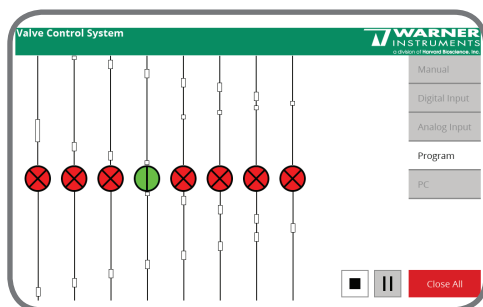 Valve Control System
WARNER
INSTRUMENTS
a division of Harvard Bioscience, Inc.
Manual
Digital Input
Analog Input
Program
PC
Close All